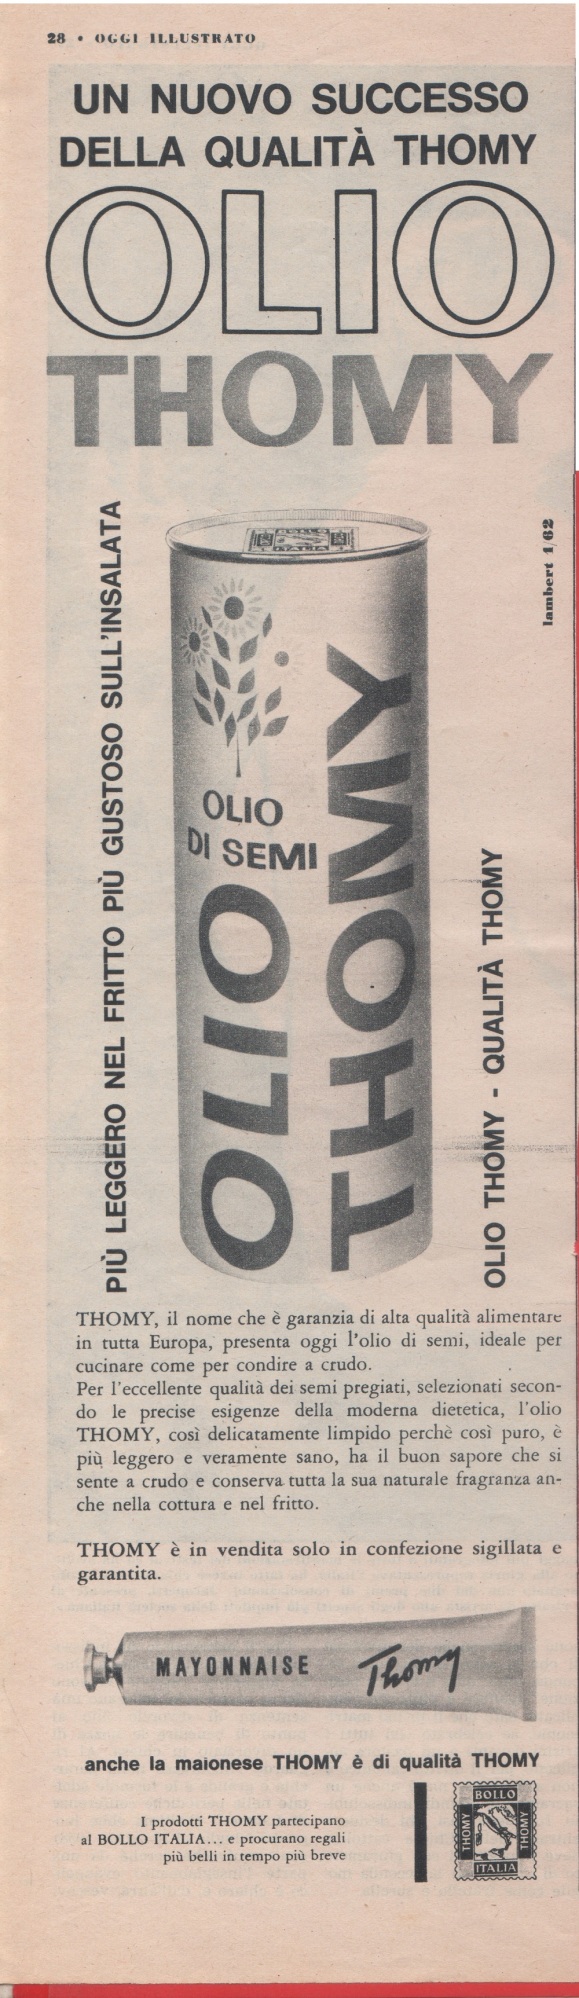 28 • OGGI ILLUSTRATO
UN NUOVO SUCCESSO
DELLA QUALITÀ THOMY
OLIO
THOMY
PIÙ LEGGERO NEL FRITTO PIÙ GUSTOSO SULL'INSALATA
BOLLO
ITALIA
OLIO
DI SEMI
OLIO
THOMY
lambert 1/62
OLIO THOMY - QUALITÀ THOMY
THOMY, il nome che è garanzia di alta qualità alimentare
in tutta Europa, presenta oggi l'olio di semi, ideale per
cucinare come per condire a crudo.
Per l'eccellente qualità dei semi pregiati, selezionati secon-
do le precise esigenze della moderna dietetica, l'olio
THOMY, così delicatamente limpido perchè così puro, è
più leggero e veramente sano, ha il buon sapore che si
sente a crudo e conserva tutta la sua naturale fragranza an-
che nella cottura e nel fritto.
THOMY è in vendita solo in confezione sigillata e
garantita.
MAYONNAISE Thomy
anche la maionese THOMY è di qualità THOMY
I prodotti THOMY partecipano
al BOLLO ITALIA... e procurano regali
più belli in tempo più breve
BOLLO
THOMY
THOMY
ITALIA